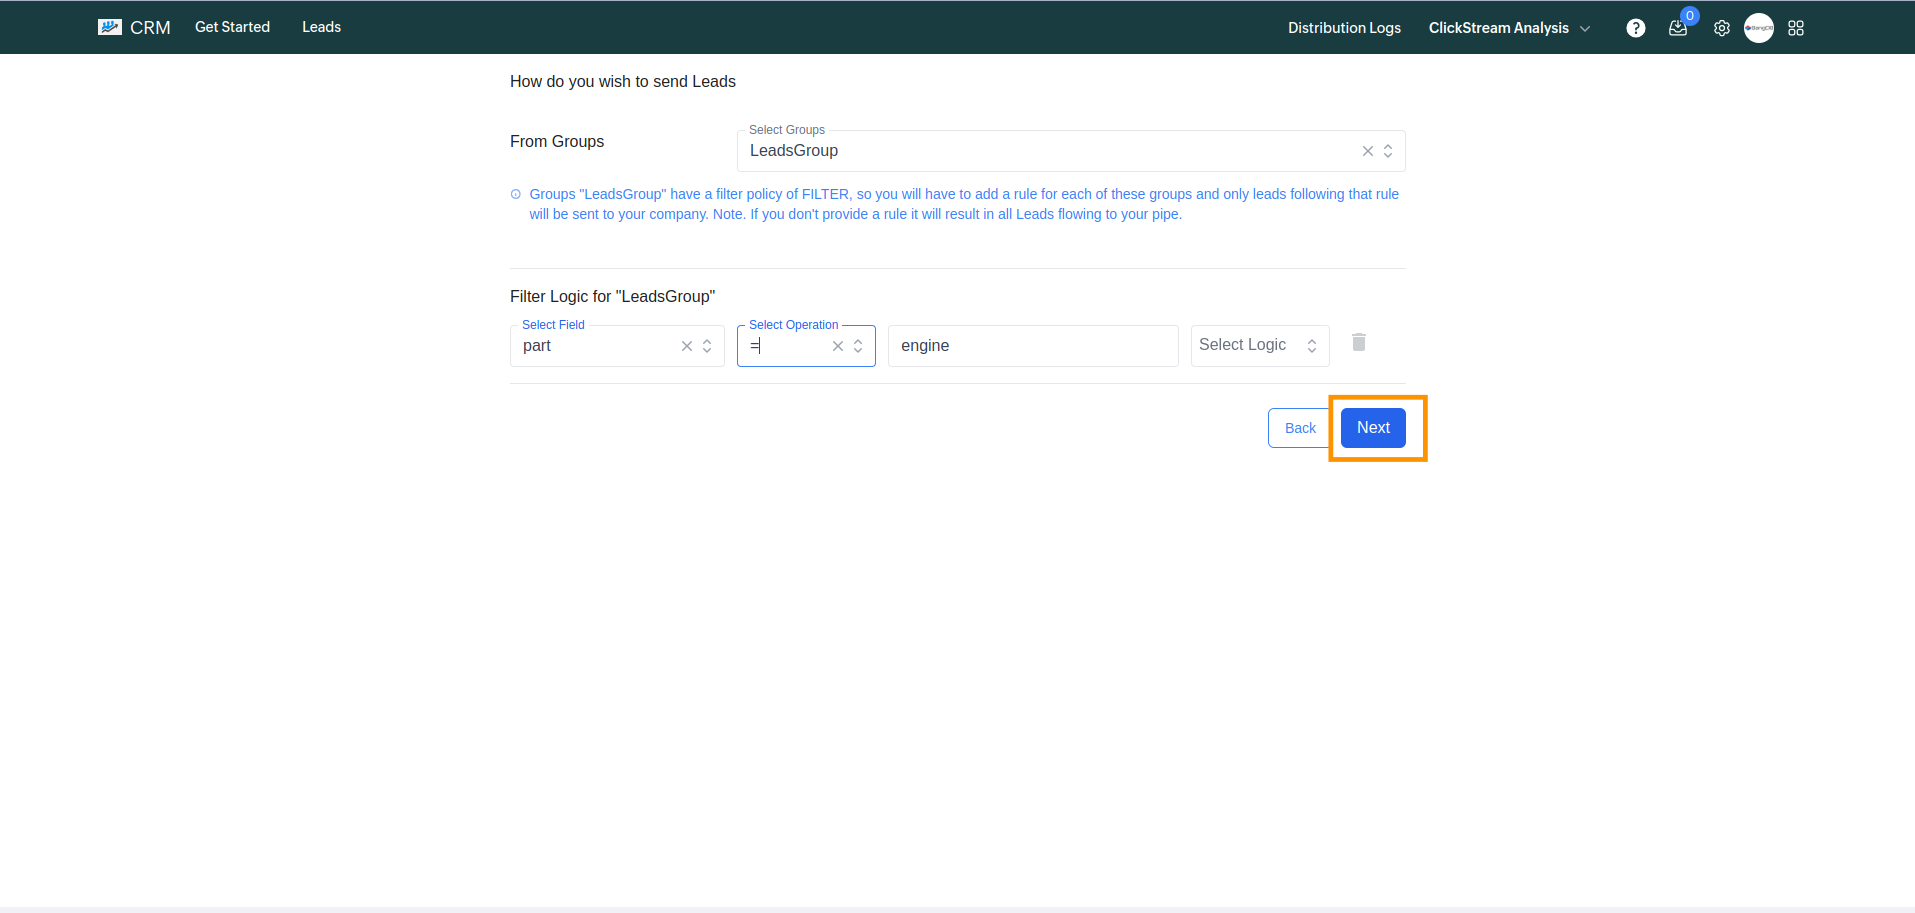 CRM Get Started Leads Distribution Logs ClickStream Analysis ? 0
How do you wish to send Leads
From Groups
Select Groups
LeadsGroup
Groups "LeadsGroup" have a filter policy of FILTER, so you will have to add a rule for each of these groups and only leads following that rule
will be sent to your company. Note. If you don't provide a rule it will result in all Leads flowing to your pipe.
Filter Logic for "LeadsGroup"
Select Field Select Operation
part = engine Select Logic
Back Next